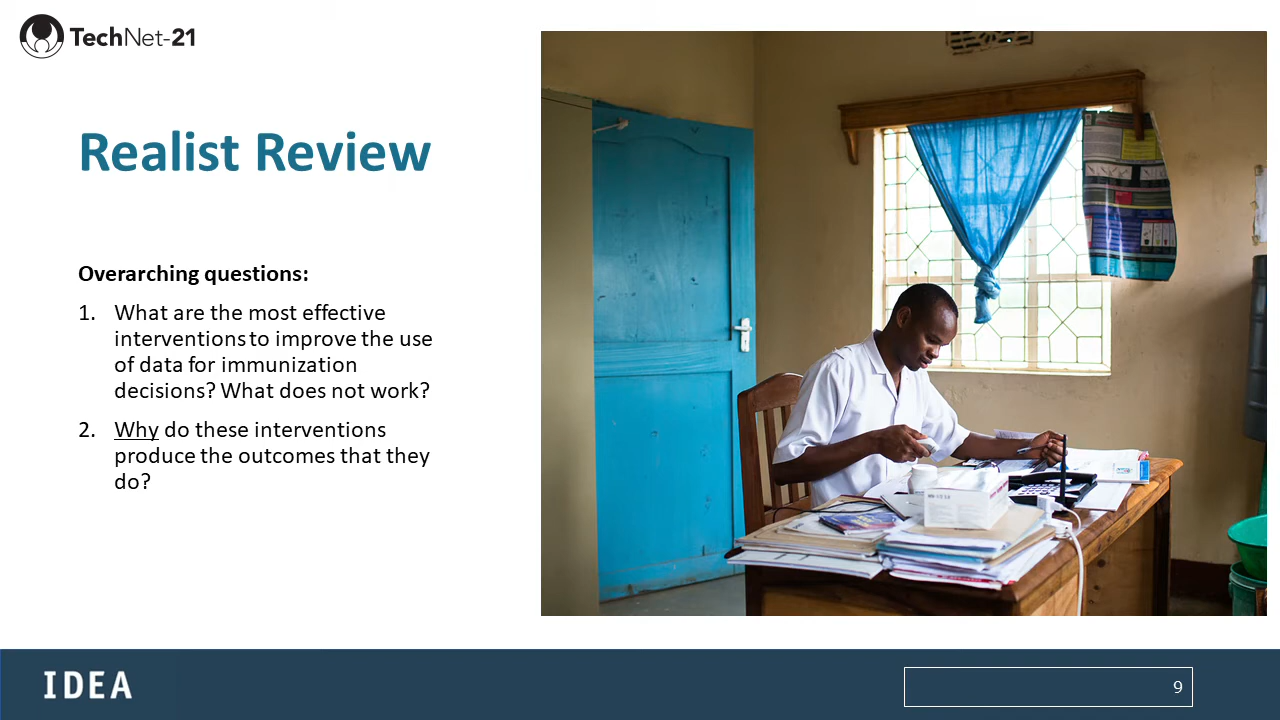 TechNet-21
Realist Review
Overarching questions:
1. What are the most effective
interventions to improve the use
of data for immunization
decisions? What does not work?
2. Why do these interventions
produce the outcomes that they
do?
IDEA
9